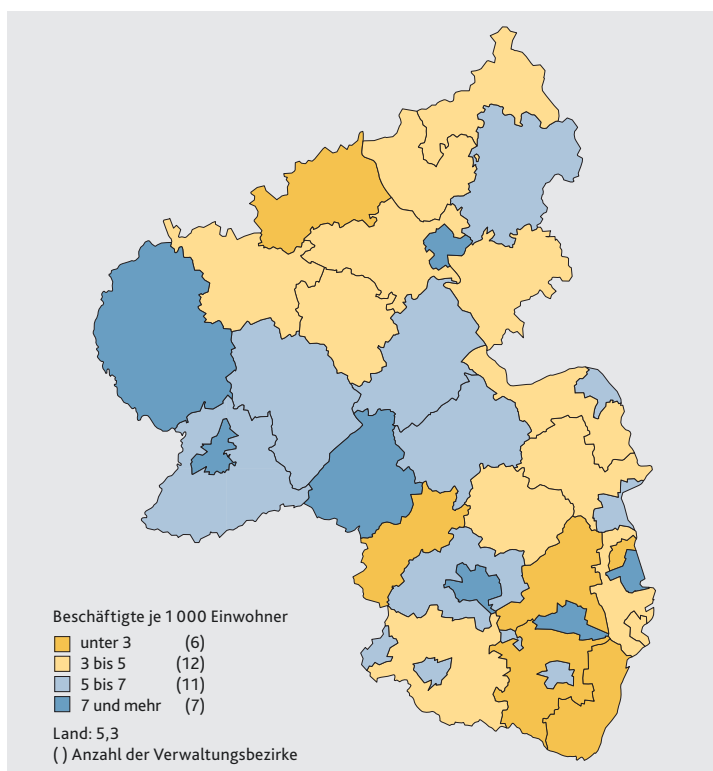 Beschäftigte je 1 000 Einwohner
unter 3 (6)
3 bis 5 (12)
5 bis 7 (11)
7 und mehr (7)
Land: 5,3
( ) Anzahl der Verwaltungsbezirke